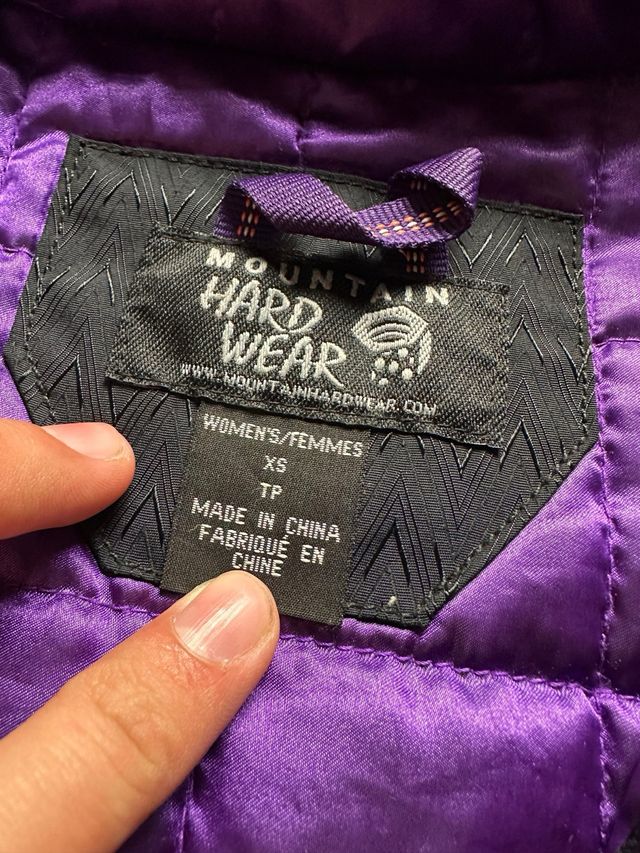 MOUNTAIN
HARD
WEAR
WWW.MOUNTAINHARDWEAR.COM
WOMEN'S/FEMMES
XS
TP
MADE IN CHINA
FABRIQUÉ EN
CHINE